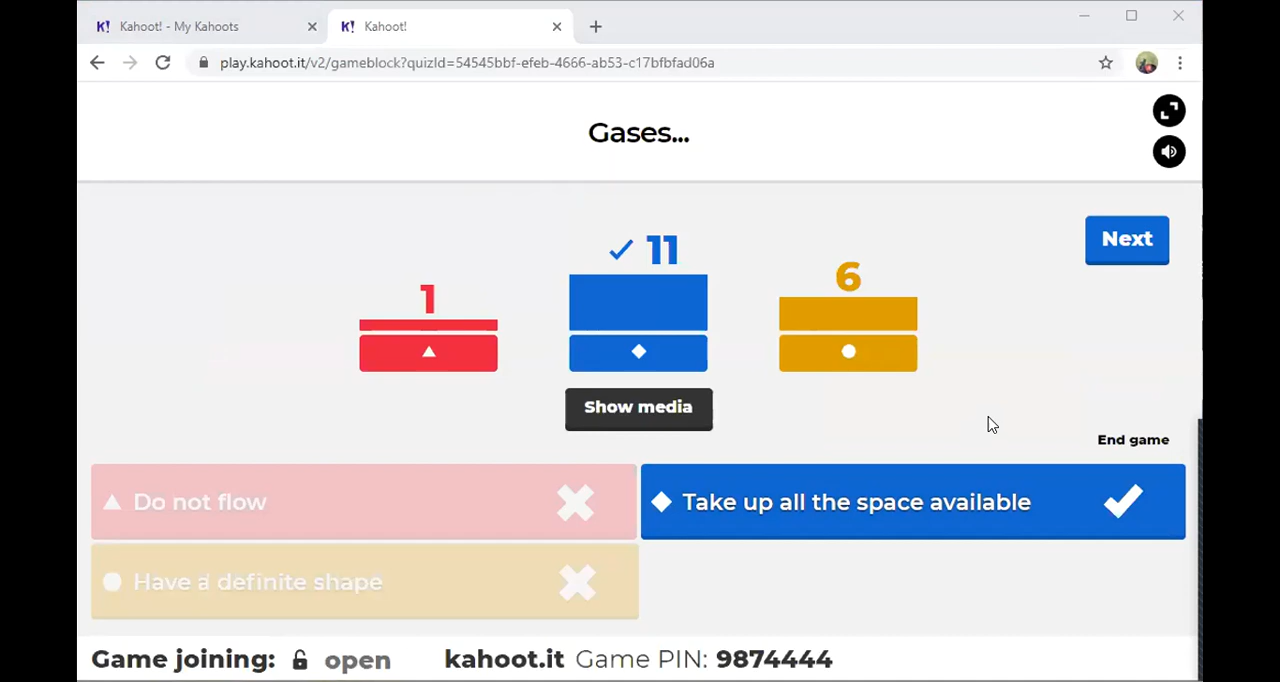 K! Kahoot! - My Kahoots
K! Kahoot!
play.kahoot.it/v2/gameblock?quizId=54545bbf-efeb-4666-ab53-c17bfbfad06a
Gases...
Next
1
11
6
Show media
End game
Do not flow
Take up all the space available
Have a definite shape
Game joining: open kahoot.it Game PIN: 9874444